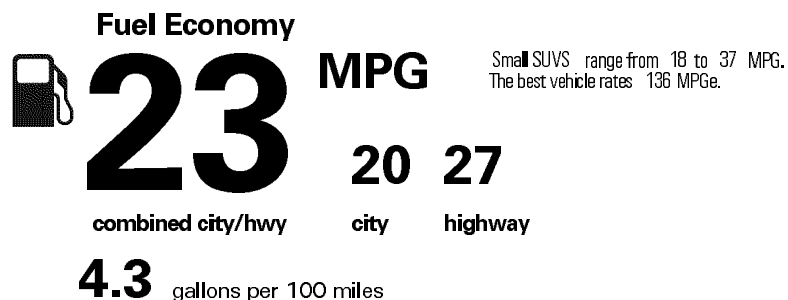 Fuel Economy
23 MPG
Small SUVS range from 18 to 37 MPG.
The best vehicle rates 136 MPGe.
20 27
combined city/hwy city highway
4.3 gallons per 100 miles